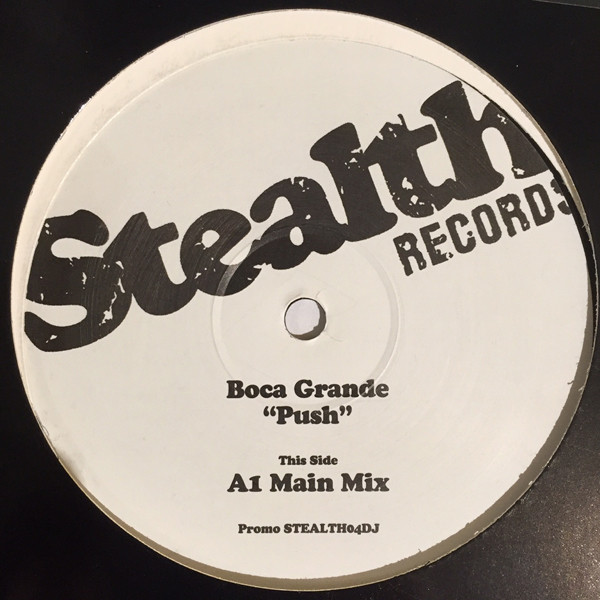 Stealth
RECORDS
Boca Grande
“Push”
This Side
A1 Main Mix
Promo STEALTH04DJ